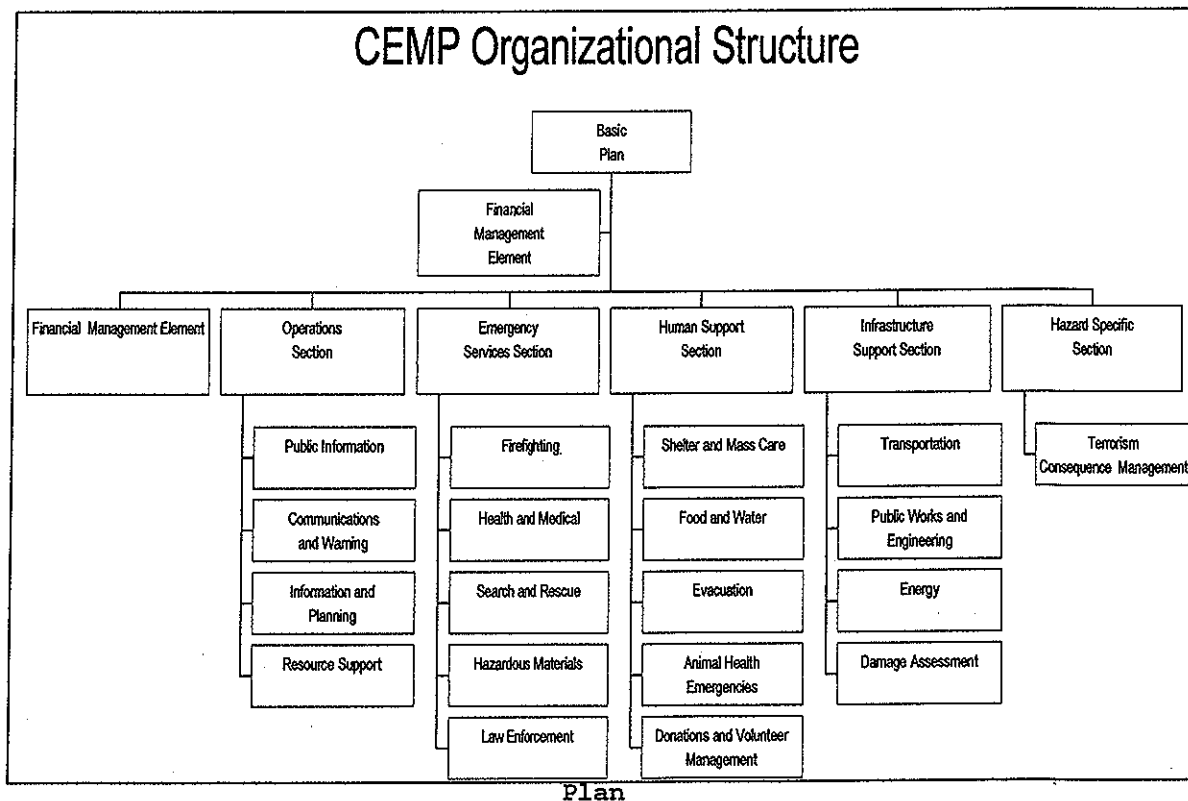 CEMP Organizational Structure
Basic
Plan
Financial
Management
Element
Financial Management Element
Operations
Section
Emergency
Services Section
Human Support
Section
Infrastructure
Support Section
Hazard Specific
Section
Public Information
Communications
and Warning
Information and
Planning
Resource Support
Firefighting
Health and Medical
Search and Rescue
Hazardous Materials
Law Enforcement
Shelter and Mass Care
Food and Water
Evacuation
Animal Health
Emergencies
Donations and Volunteer
Management
Transportation
Public Works and
Engineering
Energy
Damage Assessment
Terrorism
Consequence Management
Plan